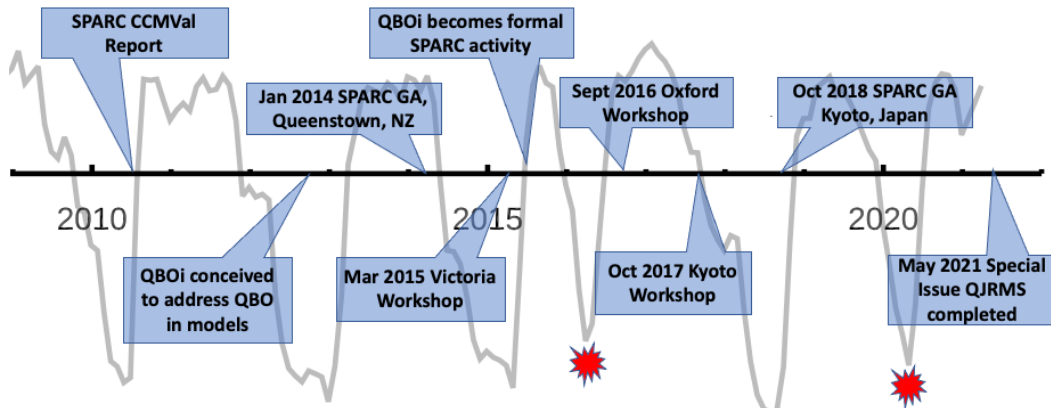 SPARC CCMVal
Report
QBOi becomes formal
SPARC activity
Jan 2014 SPARC GA,
Queenstown, NZ
Sept 2016 Oxford
Workshop
Oct 2018 SPARC GA
Kyoto, Japan
2010
2015
2020
QBOi conceived
to address QBO
in models
Mar 2015 Victoria
Workshop
Oct 2017 Kyoto
Workshop
May 2021 Special
Issue QJRMS
completed